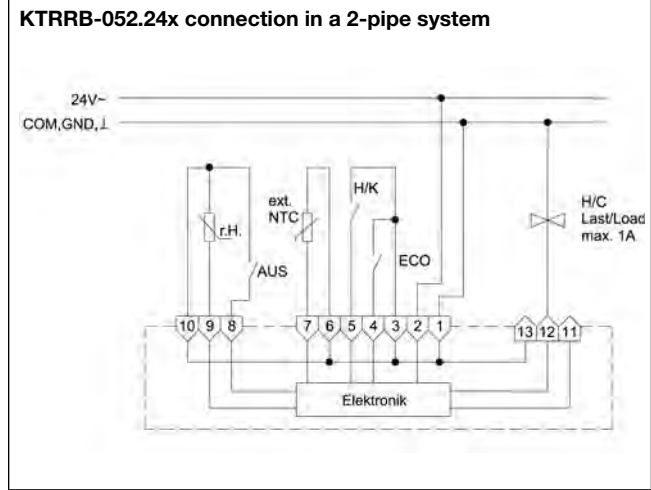 KTRRB-052.24x connection in a 2-pipe system
24V~
COM,GND,⊥
H/K
ext.
NTC
r.H.
AUS
ECO
H/C
Last/Load
max. 1A
10 9 8 7 6 5 4 3 2 1 13 12 11
Elektronik